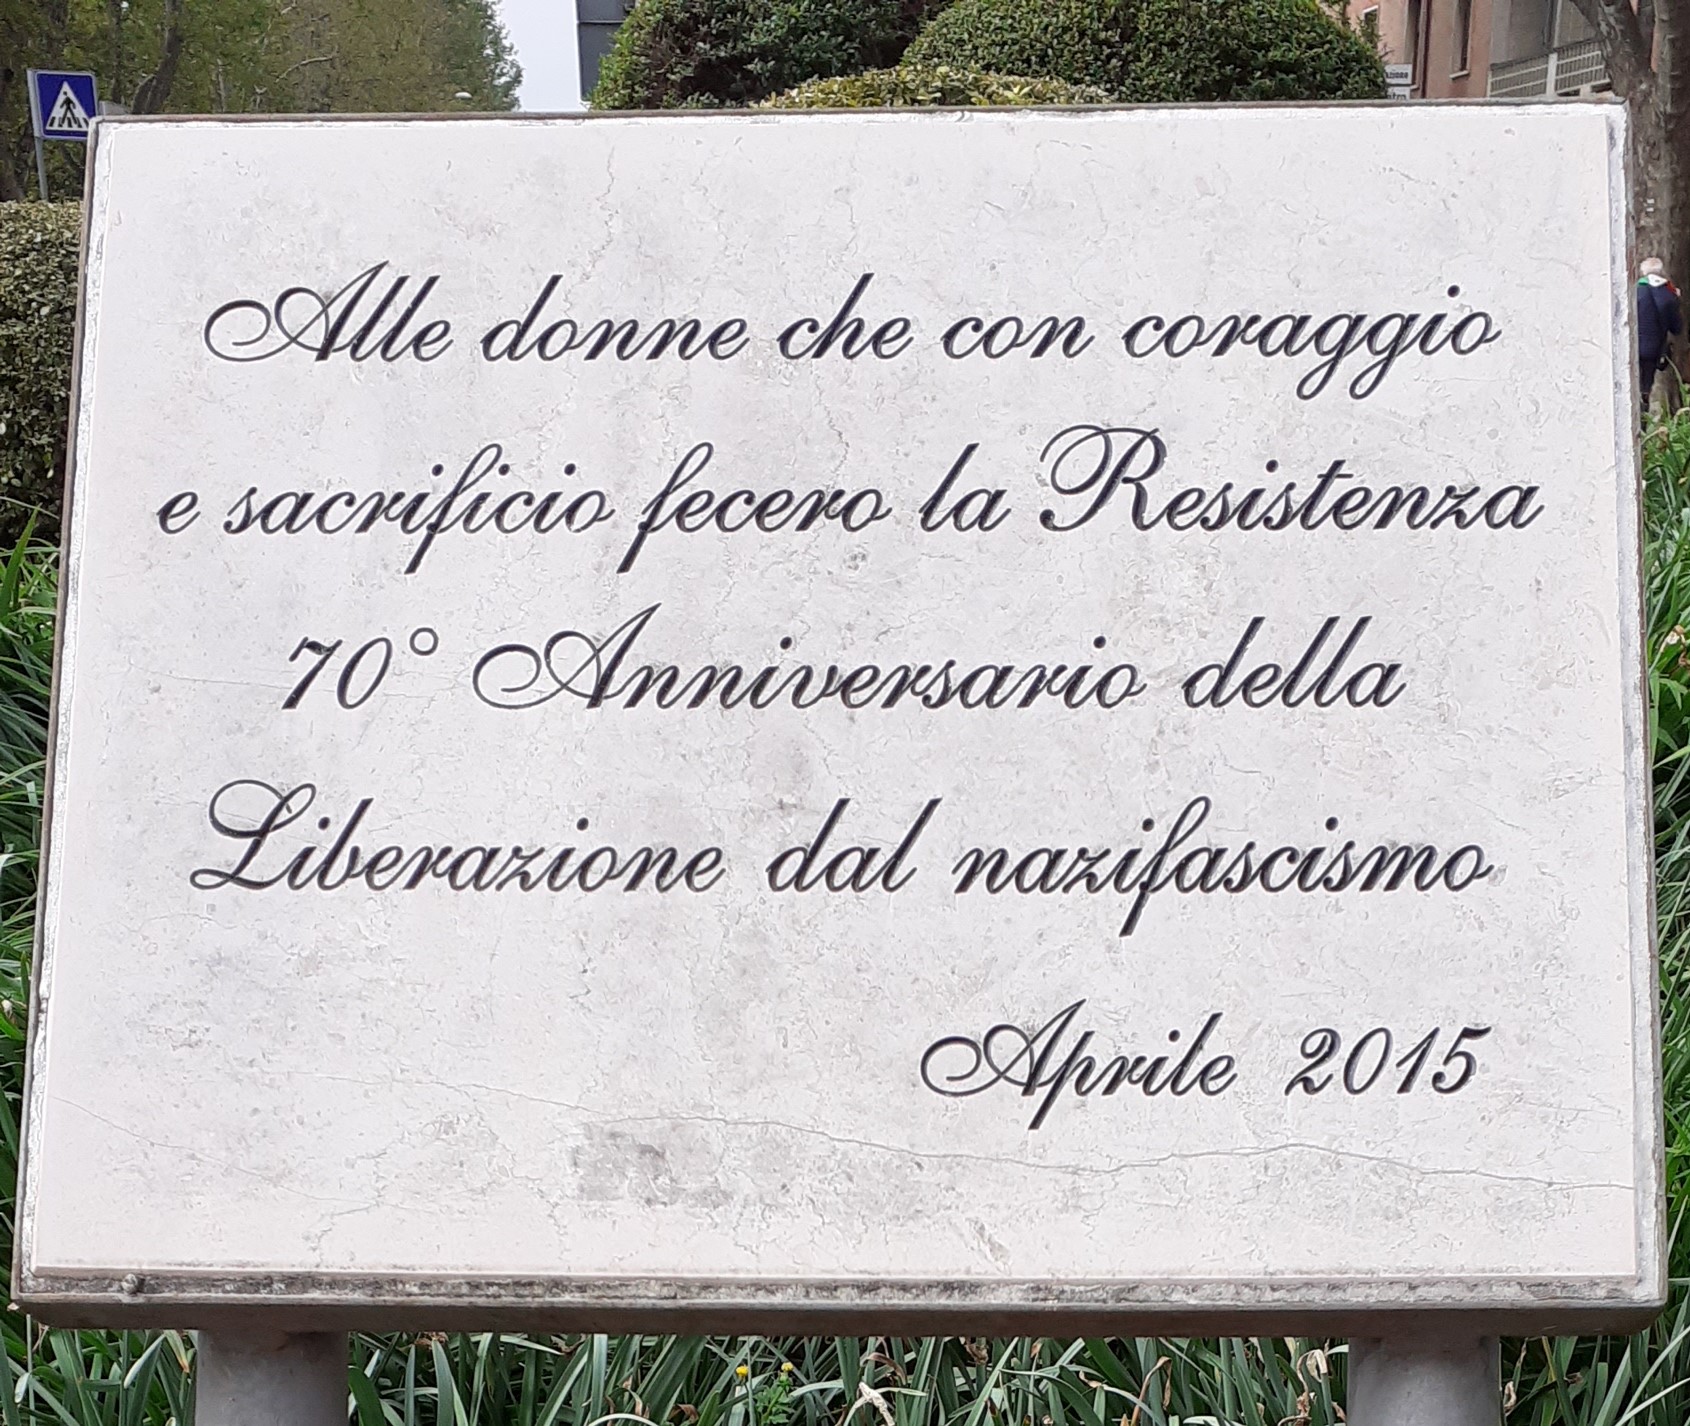 Alle donne che con coraggio
e sacrificio fecero la Resistenza
70° Anniversario della
Liberazione dal nazifascismo
Aprile 2015